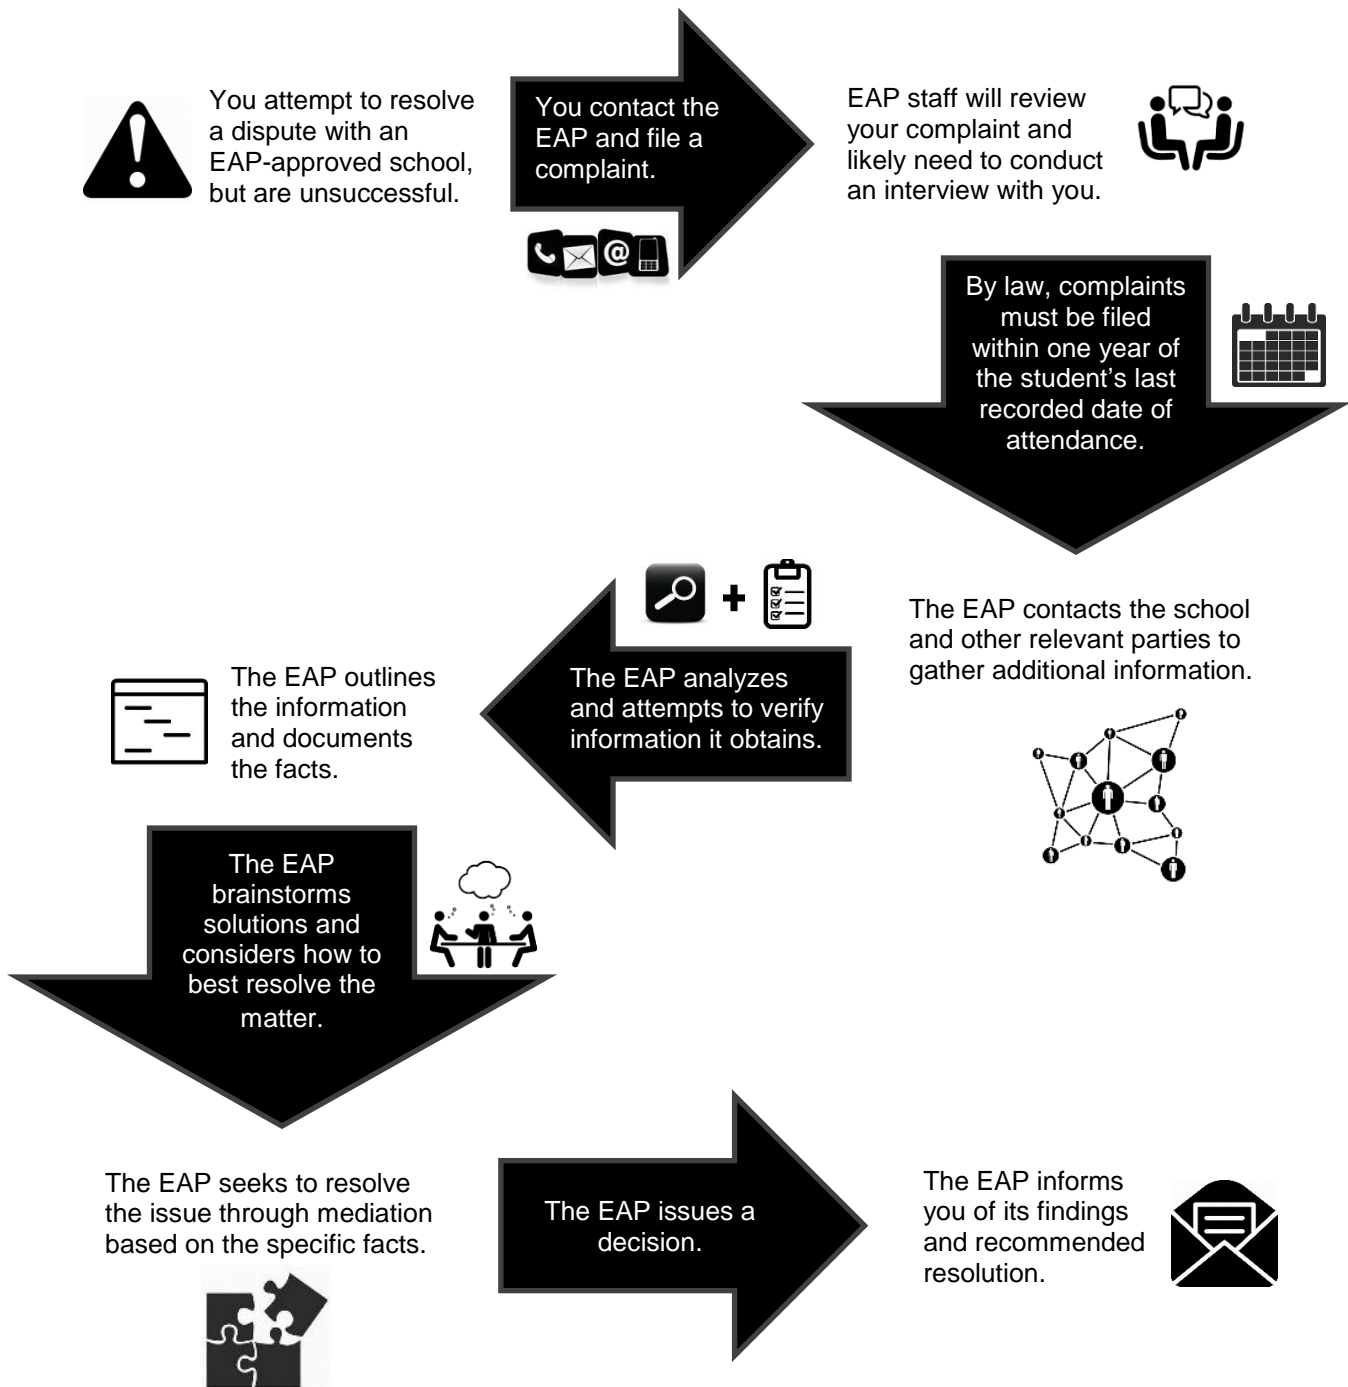 You attempt to resolve
a dispute with an
EAP-approved school,
but are unsuccessful.
You contact the
EAP and file a
complaint.
@
EAP staff will review
your complaint and
likely need to conduct
an interview with you.
By law, complaints
must be filed
within one year of
the student’s last
recorded date of
attendance.
The EAP contacts the school
and other relevant parties to
gather additional information.
The EAP analyzes
and attempts to verify
information it obtains.
The EAP outlines
the information
and documents
the facts.
The EAP
brainstorms
solutions and
considers how to
best resolve the
matter.
The EAP seeks to resolve
the issue through mediation
based on the specific facts.
The EAP issues a
decision.
The EAP informs
you of its findings
and recommended
resolution.